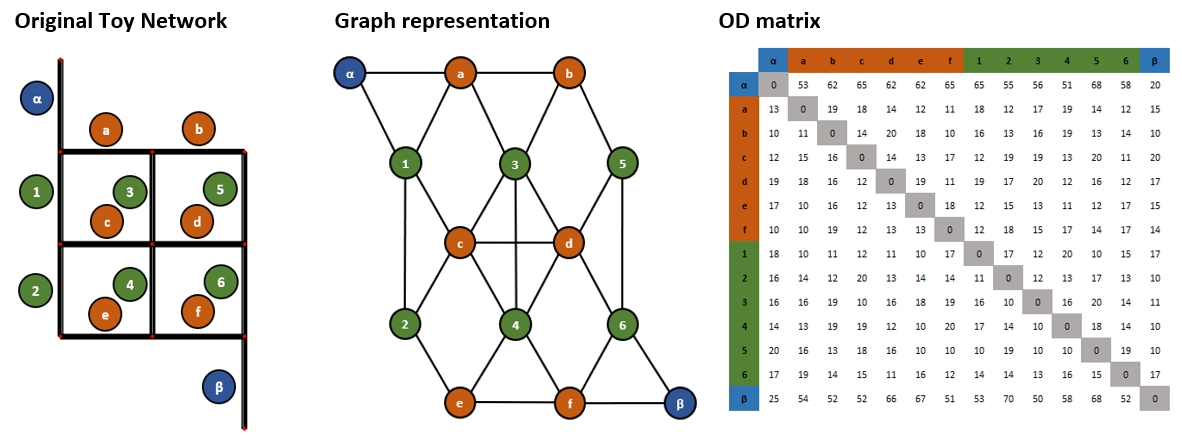 Original Toy Network
Graph representation
OD matrix
α
a
b
1
3
5
c
d
2
4
6
e
f
β
α
a
b
1
3
5
c
d
2
4
6
e
f
β
α a b c d e f 1 2 3 4 5 6 β
α 0 53 62 65 62 62 65 65 55 56 51 68 58 20
a 13 0 19 18 14 12 11 18 12 17 19 14 12 15
b 10 11 0 14 20 18 10 16 13 16 19 13 14 10
c 12 15 16 0 14 13 17 12 19 19 13 20 11 20
d 19 18 16 12 0 19 11 19 17 20 12 16 12 17
e 17 10 16 12 13 0 18 12 15 13 11 12 17 15
f 10 10 19 12 13 13 0 12 18 15 17 14 17 14
1 18 10 11 12 11 10 17 0 17 12 20 10 15 17
2 16 14 12 20 13 14 14 11 0 12 13 17 13 10
3 16 16 19 10 16 18 19 16 10 0 16 20 14 11
4 14 13 19 19 12 10 20 17 14 10 0 18 14 10
5 20 16 13 18 16 10 10 10 19 10 10 0 19 10
6 17 19 14 15 11 16 12 14 14 13 16 15 0 17
β 25 54 52 52 66 67 51 53 70 50 58 68 52 0